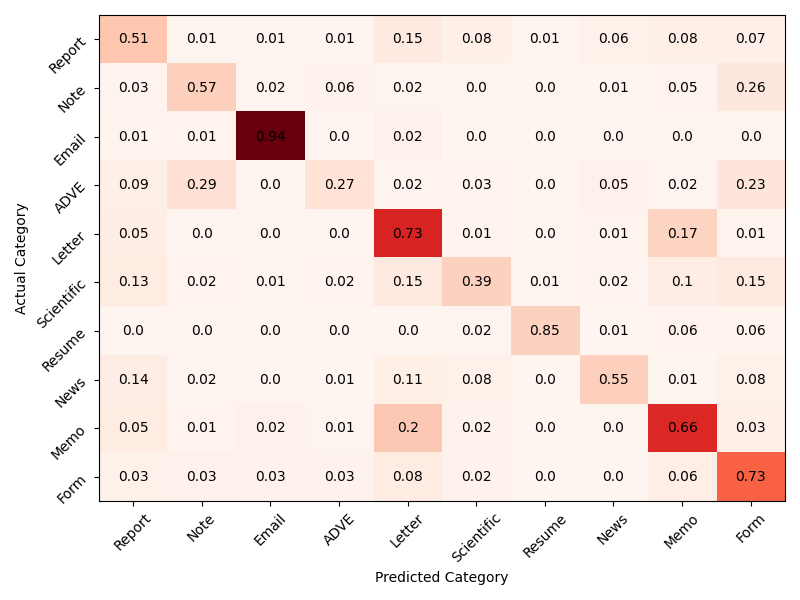 Actual Category
Report 0.51 0.01 0.01 0.01 0.15 0.08 0.01 0.06 0.08 0.07
Note 0.03 0.57 0.02 0.06 0.02 0.0 0.0 0.01 0.05 0.26
Email 0.01 0.01 0.94 0.0 0.02 0.0 0.0 0.0 0.0 0.0
ADVE 0.09 0.29 0.0 0.27 0.02 0.03 0.0 0.05 0.02 0.23
Letter 0.05 0.0 0.0 0.0 0.73 0.01 0.0 0.01 0.17 0.01
Scientific 0.13 0.02 0.01 0.02 0.15 0.39 0.01 0.02 0.1 0.15
Resume 0.0 0.0 0.0 0.0 0.0 0.02 0.85 0.01 0.06 0.06
News 0.14 0.02 0.0 0.01 0.11 0.08 0.0 0.55 0.01 0.08
Memo 0.05 0.01 0.02 0.01 0.2 0.02 0.0 0.0 0.66 0.03
Form 0.03 0.03 0.03 0.03 0.08 0.02 0.0 0.0 0.06 0.73
Report Note Email ADVE Letter Scientific Resume News Memo Form
Predicted Category